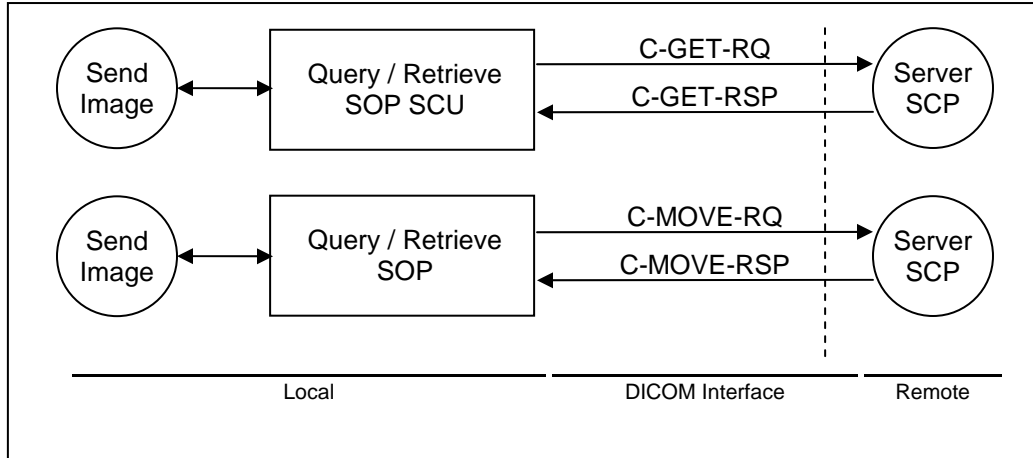 Send
Image
Query / Retrieve
SOP SCU
C-GET-RQ
C-GET-RSP
Server
SCP
Send
Image
Query / Retrieve
SOP
C-MOVE-RQ
C-MOVE-RSP
Server
SCP
Local
DICOM Interface
Remote